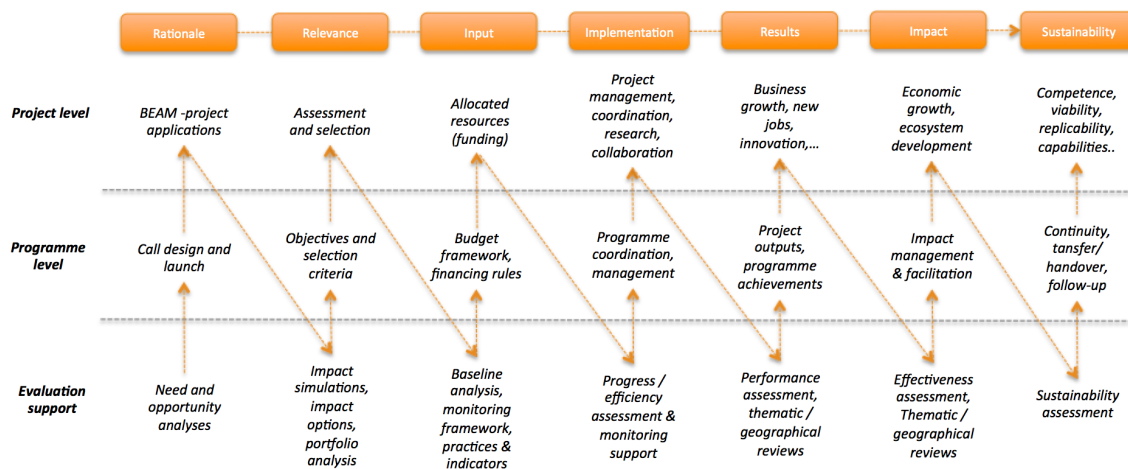 Rationale
Relevance
Input
Implementation
Results
Impact
Sustainability
Project level
BEAM -project
applications
Assessment
and selection
Allocated
resources
(funding)
Project
management,
coordination,
research,
collaboration
Business
growth, new
jobs,
innovation,...
Economic
growth,
ecosystem
development
Competence,
viability,
replicability,
capabilities..
Programme
level
Call design and
launch
Objectives and
selection
criteria
Budget
framework,
financing rules
Programme
coordination,
management
Project
outputs,
programme
achievements
Impact
management
& facilitation
Continuity,
tansfer/
handover,
follow-up
Evaluation
support
Need and
opportunity
analyses
Impact
simulations,
impact
options,
portfolio
analysis
Baseline
analysis,
monitoring
framework,
practices &
indicators
Progress /
efficiency
assessment &
monitoring
support
Performance
assessment,
thematic /
geographical
reviews
Effectiveness
assessment,
Thematic /
geographical
reviews
Sustainability
assessment